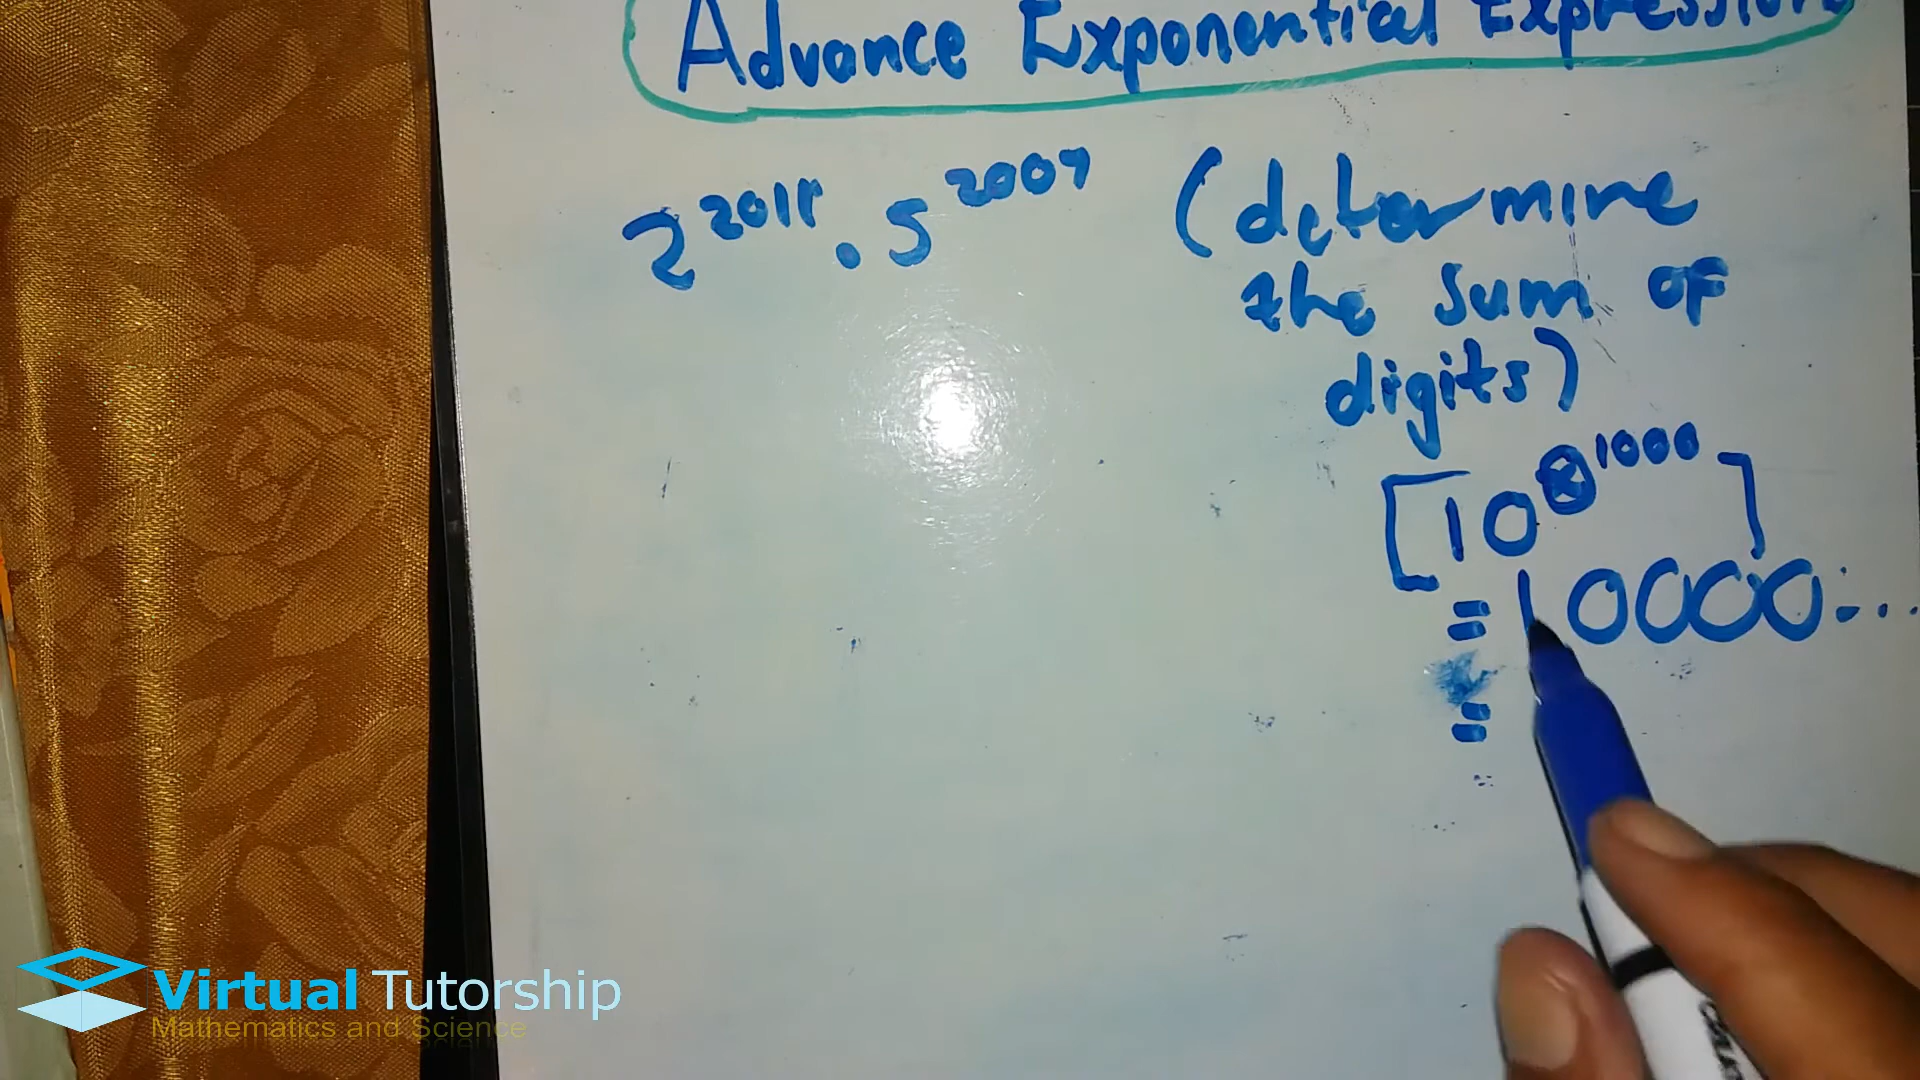 Advance Exponential Expression
2^2011 . 5^2007 (determine
the sum of
digits)
[10^1000]
= 10000...
=
Virtual Tutorship
Mathematics and Science